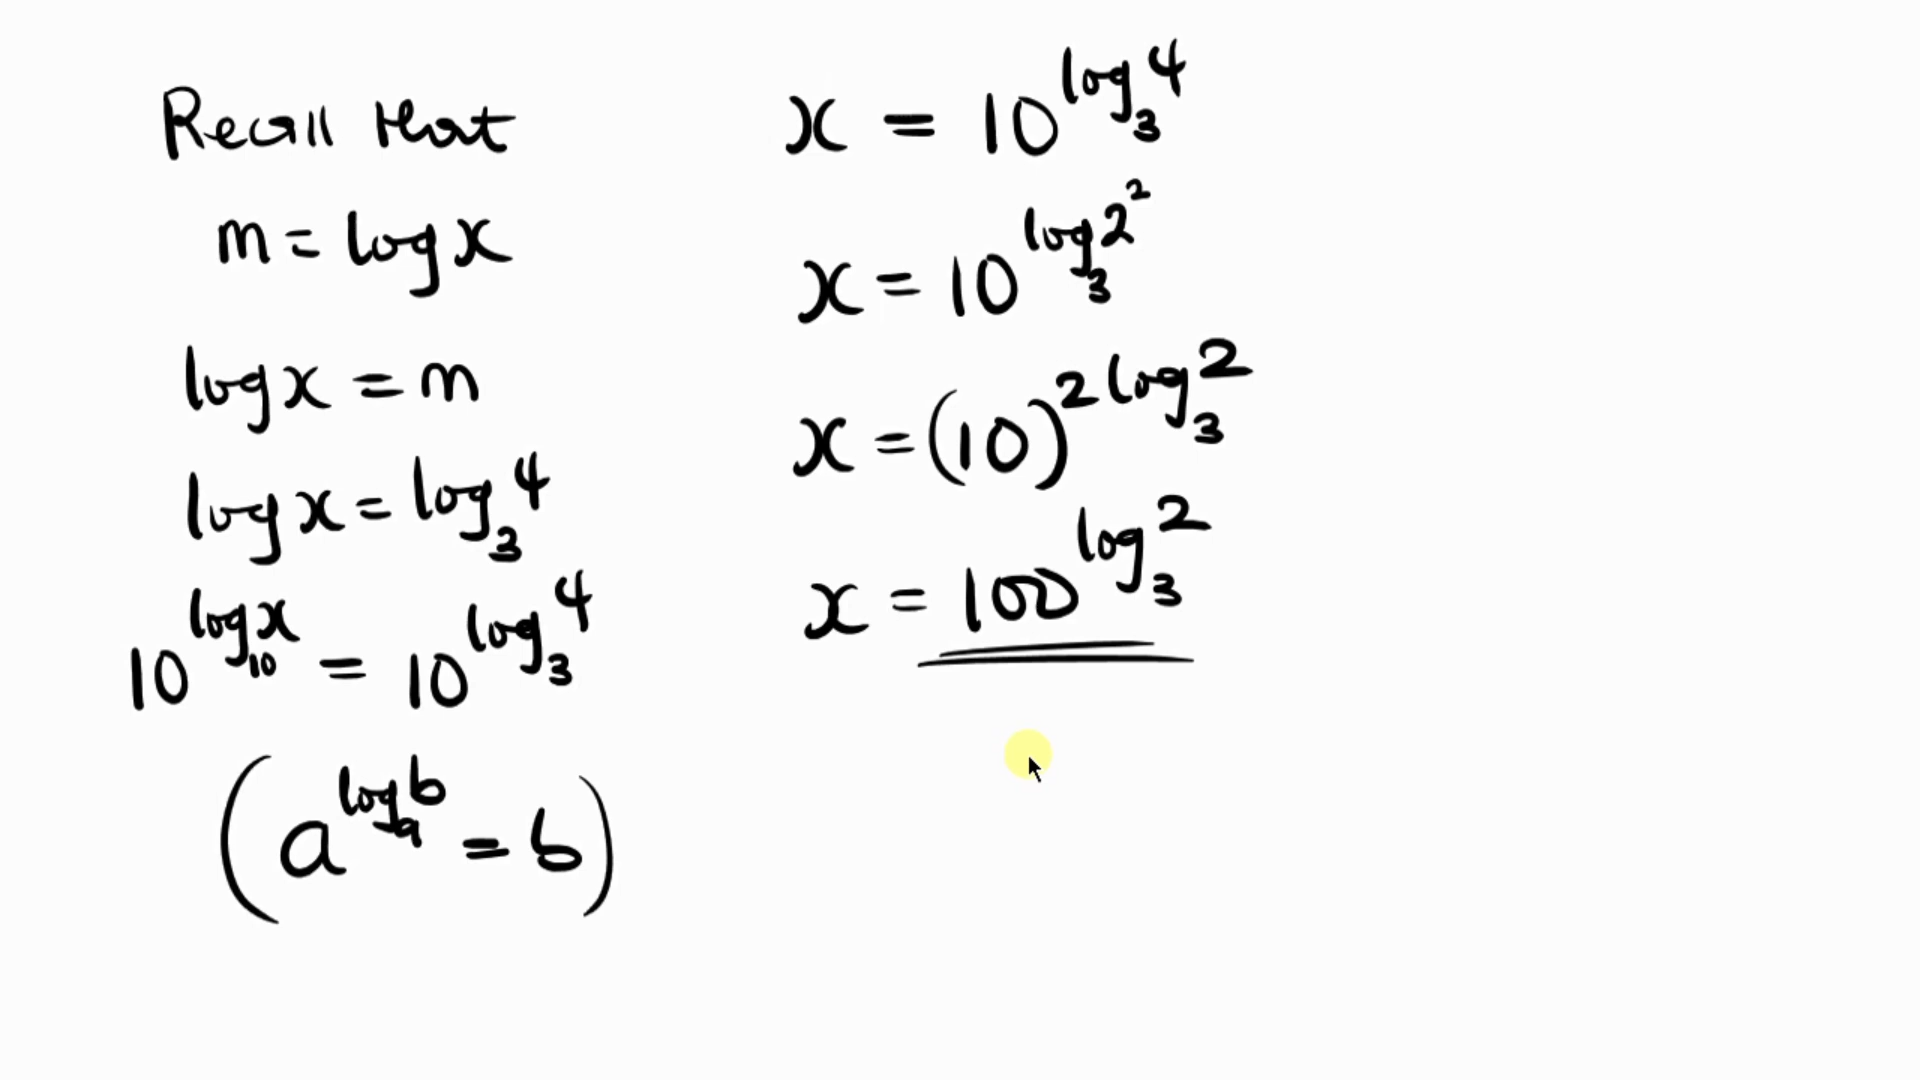 Recall that
m = log x
log x = m
log x = log₃ 4
10^(log₁₀ x) = 10^(log₃ 4)
(a^(logₐ b) = b)
x = 10^(log₃ 4)
x = 10^(log₃ 2²)
x = (10)^(2 log₃ 2)
x = 100^(log₃ 2)